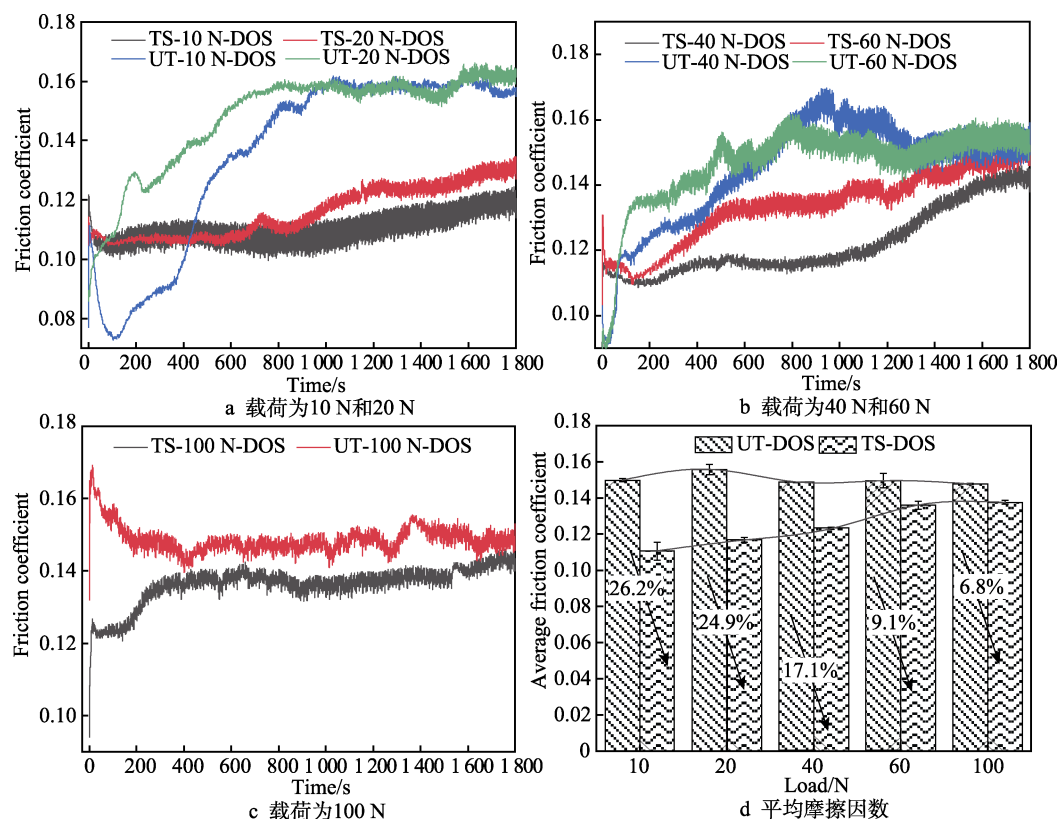 0.18
0.16
0.14
0.12
0.10
0.08
Friction coefficient
TS-10 N-DOS TS-20 N-DOS
UT-10 N-DOS UT-20 N-DOS
0 200 400 600 800 1 000 1 200 1 400 1 600 1 800
Time/s
a 载荷为10 N和20 N
0.18
0.16
0.14
0.12
0.10
Friction coefficient
TS-40 N-DOS TS-60 N-DOS
UT-40 N-DOS UT-60 N-DOS
0 200 400 600 800 1 000 1 200 1 400 1 600 1 800
Time/s
b 载荷为40 N和60 N
0.18
0.16
0.14
0.12
0.10
Friction coefficient
TS-100 N-DOS UT-100 N-DOS
0 200 400 600 800 1 000 1 200 1 400 1 600 1 800
Time/s
c 载荷为100 N
0.18
0.16
0.14
0.12
0.10
0.08
0.06
0.04
0.02
0
Average friction coefficient
UT-DOS TS-DOS
26.2%
24.9%
17.1%
9.1%
6.8%
10 20 40 60 100
Load/N
d 平均摩擦因数